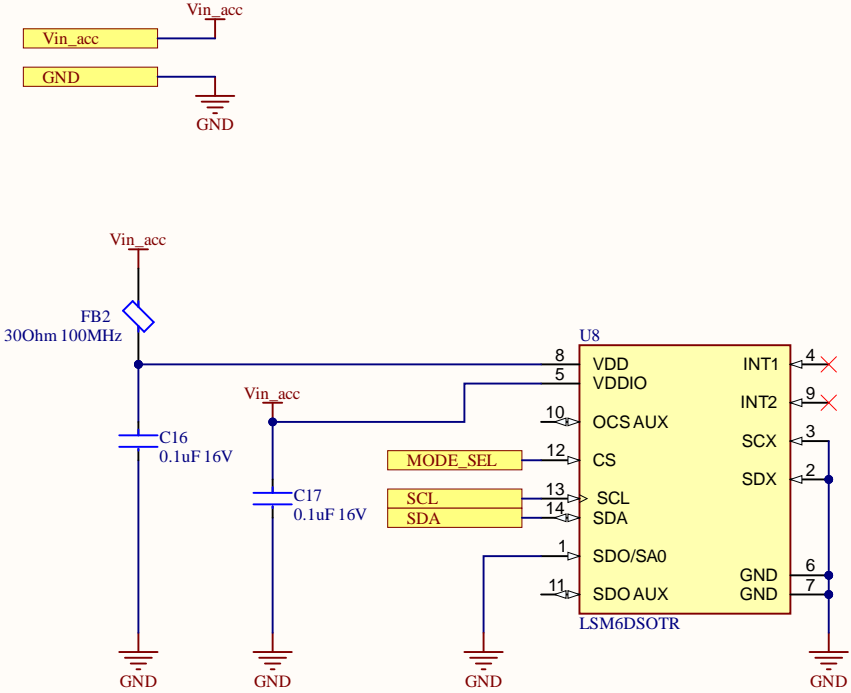 Vin_acc
Vin_acc
GND
GND
Vin_acc
FB2
30Ohm 100MHz
U8
8 VDD INT1 4
5 VDDIO
Vin_acc
INT2 9
10 OCS AUX
SCX 3
C16
0.1uF 16V
MODE_SEL 12 CS
SDX 2
C17
0.1uF 16V
SCL 13 SCL
SDA 14 SDA
1 SDO/SA0
GND 6
11 SDO AUX GND 7
LSM6DSOTR
GND GND GND GND